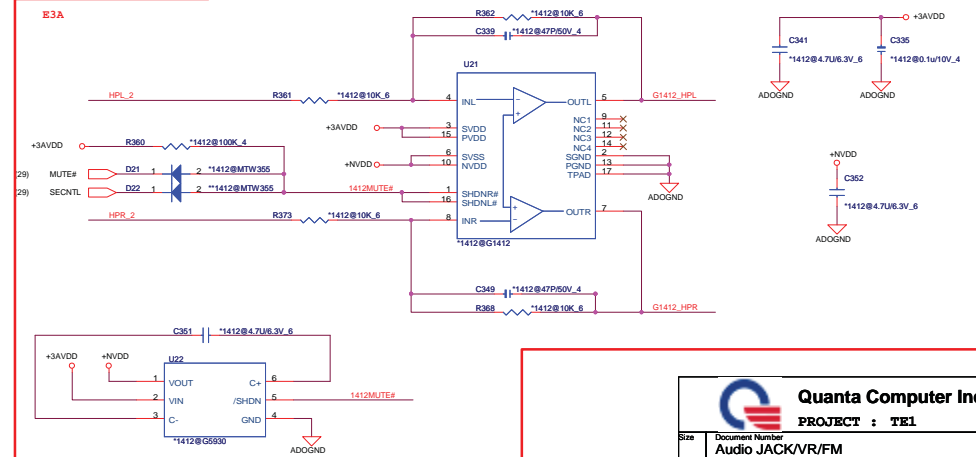 E3A
R362 *1412@10K_6
C339 *1412@47P/50V_4
U21
HPL_2 R361 *1412@10K_6 4 INL OUTL 5 G1412_HPL
+3AVDD 3 SVDD
15 PVDD
+NVDD 6 SVSS
10 NVDD
NC1 9
NC2 11
NC3 12
NC4 14
SGND 2
PGND 13
TPAD 17
ADOGND
+3AVDD R360 *1412@100K_4
(29) MUTE# D21 1 2 *1412@MTW355
(29) SECNTL D22 1 2 **1412@MTW355
1412MUTE# 1 SHDNR#
16 SHDNL#
HPR_2 R373 *1412@10K_6 8 INR OUTR 7
*1412@G1412
C349 *1412@47P/50V_4
R368 *1412@10K_6 G1412_HPR
+3AVDD
C341
*1412@4.7U/6.3V_6
ADOGND
C335
*1412@0.1u/10V_4
ADOGND
+NVDD
C352
*1412@4.7U/6.3V_6
ADOGND
C351 *1412@4.7U/6.3V_6
+3AVDD +NVDD
U22
1 VOUT C+ 6
2 VIN /SHDN 5 1412MUTE#
3 C- GND 4
*1412@G5930
ADOGND
Quanta Computer Inc
PROJECT : TE1
Size Document Number
Audio JACK/VR/FM